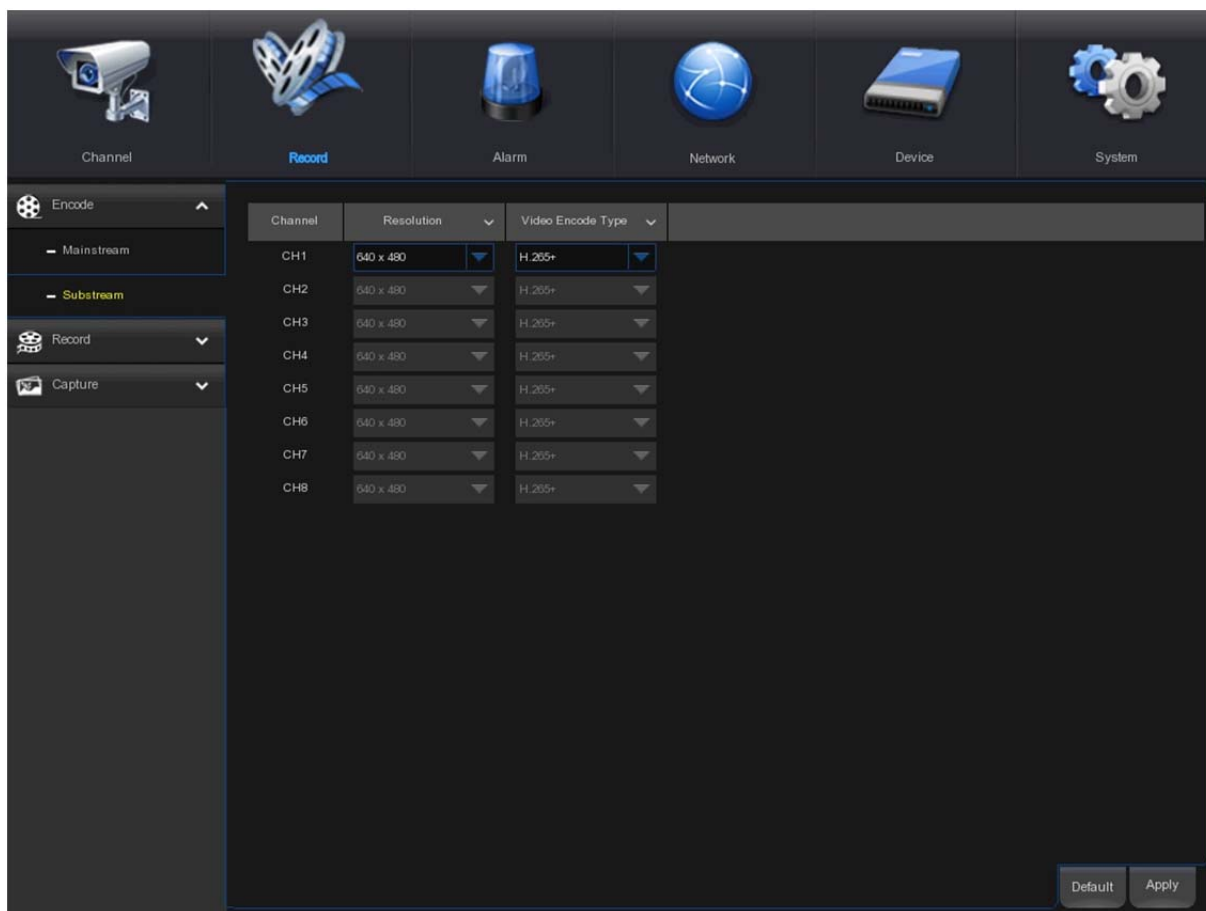 Channel Record Alarm Network Device System
Encode
Mainstream
Substream
Record
Capture
Channel Resolution Video Encode Type
CH1 640 x 480 H.265+
CH2 640 x 480 H.265+
CH3 640 x 480 H.265+
CH4 640 x 480 H.265+
CH5 640 x 480 H.265+
CH6 640 x 480 H.265+
CH7 640 x 480 H.265+
CH8 640 x 480 H.265+
Default Apply